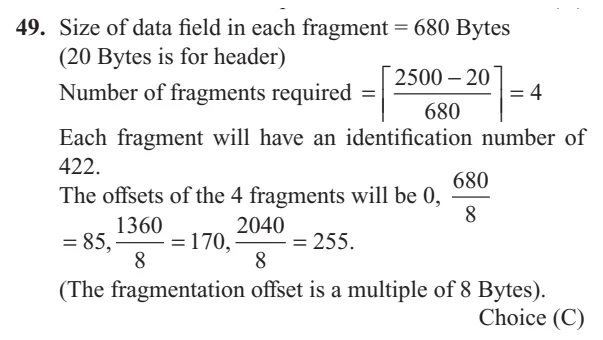 49. Size of data field in each fragment = 680 Bytes
(20 Bytes is for header)
Number of fragments required = ⌈(2500 – 20)/680⌉ = 4
Each fragment will have an identification number of
422.
The offsets of the 4 fragments will be 0, 680/8
= 85, 1360/8 = 170, 2040/8 = 255.
(The fragmentation offset is a multiple of 8 Bytes).
Choice (C)